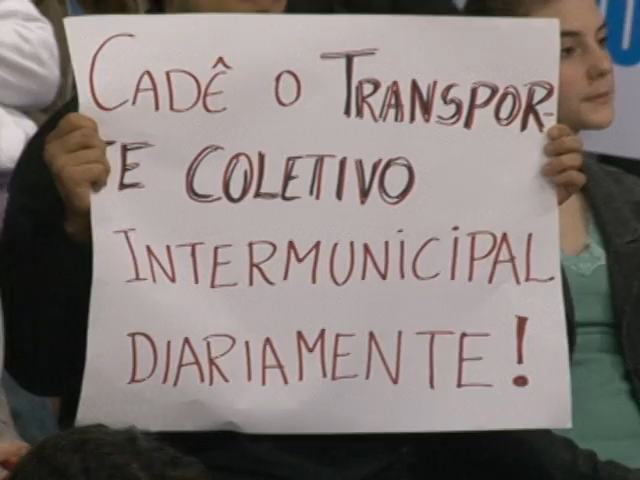 CADÊ O TRANSPOR-
TE COLETIVO
INTERMUNICIPAL
DIARIAMENTE!